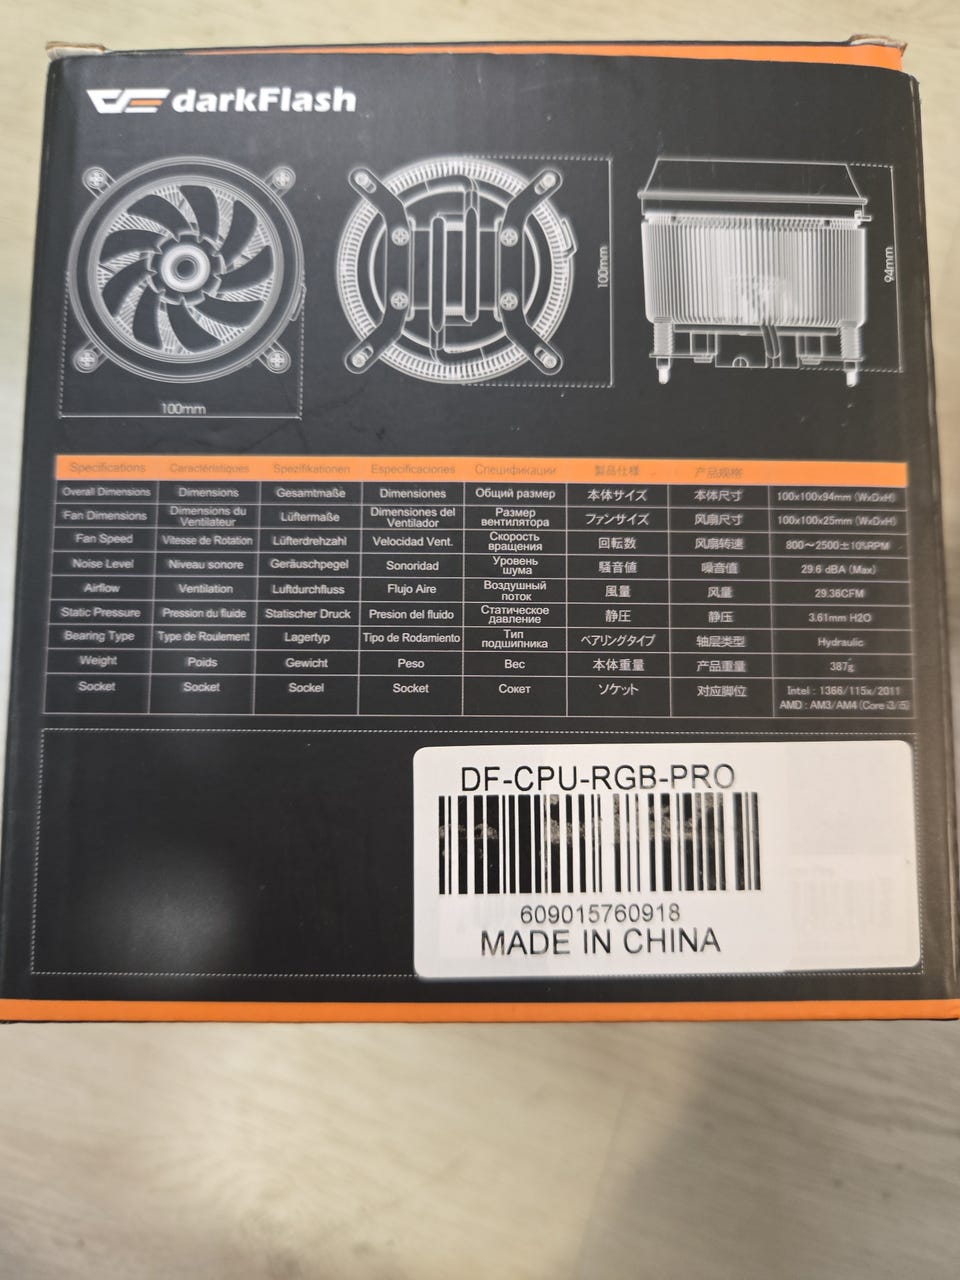 darkFlash
100mm
100mm
94mm
Specifications Caractéristiques Spezifikationen Especificaciones Спецификации 製品仕様 产品规格
Overall Dimensions Dimensions Gesamtmaße Dimensiones Общий размер 本体サイズ 本体尺寸 100x100x94mm (WxDxH)
Fan Dimensions Dimensions du Ventilateur Lüftermaße Dimensiones del Ventilador Размер вентилятора ファンサイズ 风扇尺寸 100x100x25mm (WxDxH)
Fan Speed Vitesse de Rotation Lüfterdrehzahl Velocidad Vent. Скорость вращения 回転数 风扇转速 800～2500±10%RPM
Noise Level Niveau sonore Geräuschpegel Sonoridad Уровень шума 騒音値 噪音值 29.6 dBA (Max)
Airflow Ventilation Luftdurchfluss Flujo Aire Воздушный поток 風量 风量 29.36CFM
Static Pressure Pression du fluide Statischer Druck Presion del fluido Статическое давление 静圧 静压 3.61mm H2O
Bearing Type Type de Roulement Lagertyp Tipo de Rodamiento Тип подшипника ベアリングタイプ 轴层类型 Hydraulic
Weight Poids Gewicht Peso Вес 本体重量 产品重量 387g
Socket Socket Sockel Socket Сокет ソケット 对应脚位 Intel : 1366/115x/2011
AMD : AM3/AM4 (Core i3/i5)
DF-CPU-RGB-PRO
609015760918
MADE IN CHINA